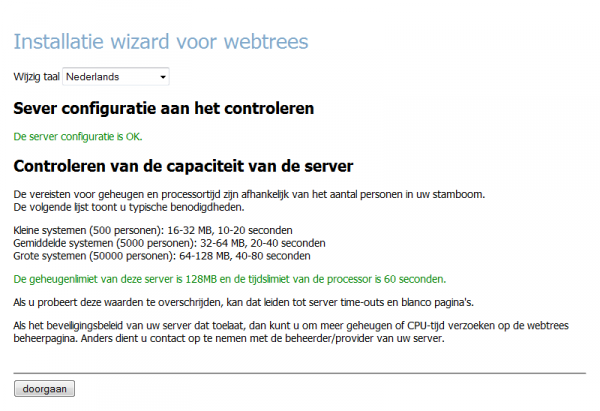 Installatie wizard voor webtrees
Wijzig taal Nederlands
Sever configuratie aan het controleren
De server configuratie is OK.
Controleren van de capaciteit van de server
De vereisten voor geheugen en processortijd zijn afhankelijk van het aantal personen in uw stamboom.
De volgende lijst toont u typische benodigdheden.
Kleine systemen (500 personen): 16-32 MB, 10-20 seconden
Gemiddelde systemen (5000 personen): 32-64 MB, 20-40 seconden
Grote systemen (50000 personen): 64-128 MB, 40-80 seconden
De geheugenlimiet van deze server is 128MB en de tijdslimiet van de processor is 60 seconden.
Als u probeert deze waarden te overschrijden, kan dat leiden tot server time-outs en blanco pagina's.
Als het beveiligingsbeleid van uw server dat toelaat, dan kunt u om meer geheugen of CPU-tijd verzoeken op de webtrees
beheerpagina. Anders dient u contact op te nemen met de beheerder/provider van uw server.
doorgaan